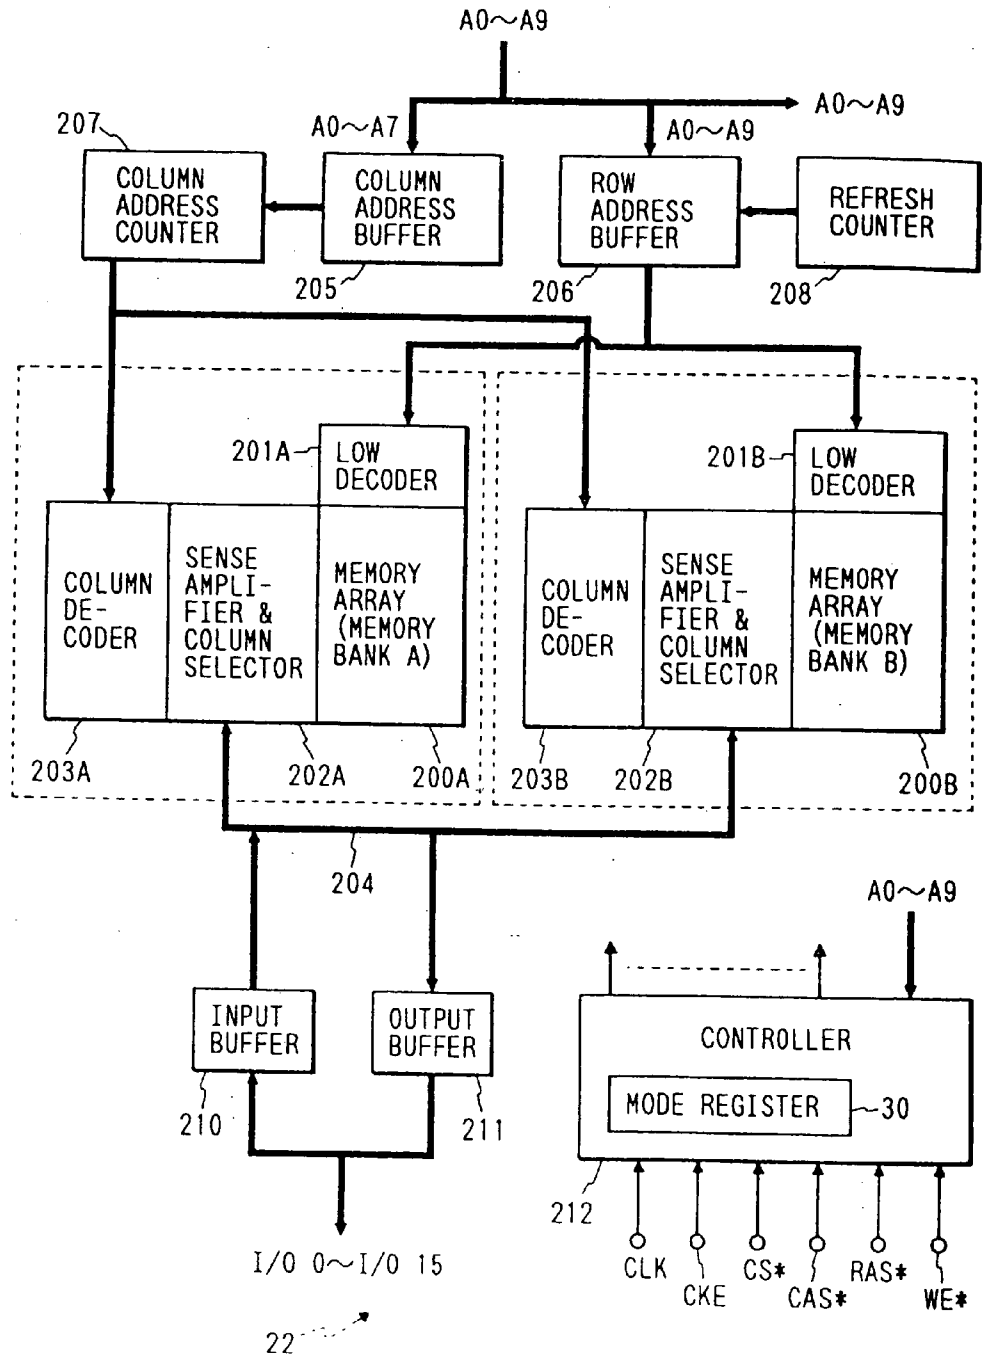 A0~A9
A0~A9
A0~A7
A0~A9
207
COLUMN
ADDRESS
COUNTER
COLUMN
ADDRESS
BUFFER
ROW
ADDRESS
BUFFER
REFRESH
COUNTER
205
206
208
201A
LOW
DECODER
201B
LOW
DECODER
COLUMN
DE-
CODER
SENSE
AMPLI-
FIER &
COLUMN
SELECTOR
MEMORY
ARRAY
(MEMORY
BANK A)
COLUMN
DE-
CODER
SENSE
AMPLI-
FIER &
COLUMN
SELECTOR
MEMORY
ARRAY
(MEMORY
BANK B)
203A
202A
200A
203B
202B
200B
204
A0~A9
INPUT
BUFFER
OUTPUT
BUFFER
CONTROLLER
MODE REGISTER
30
210
211
212
I/O 0~I/O 15
CLK
CKE
CS*
CAS*
RAS*
WE*
22